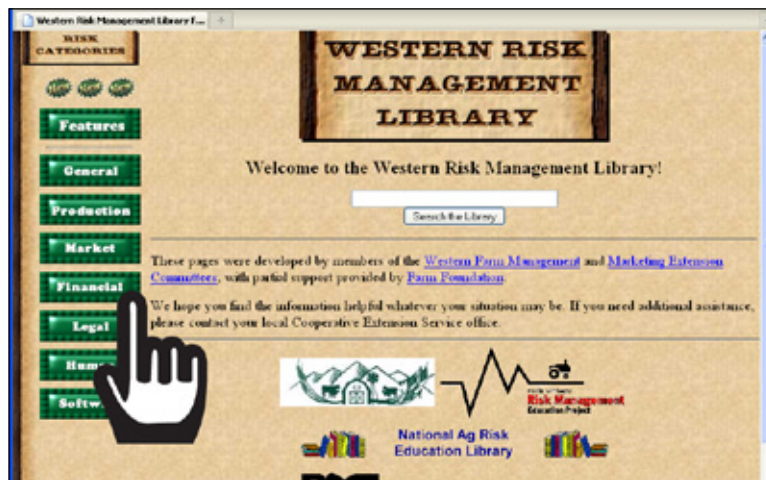 Western Risk Management Library F...
RISK
CATEGORIES
WESTERN RISK
MANAGEMENT
LIBRARY
Features
General
Production
Market
Financial
Legal
Welcome to the Western Risk Management Library!
Search the Library
These pages were developed by members of the Western Farm Management and Marketing Extension
Committees, with partial support provided by Farm Foundation.
We hope you find the information helpful whatever your situation may be. If you need additional assistance,
please contact your local Cooperative Extension Service office.
Risk Management
Education Project
National Ag Risk
Education Library